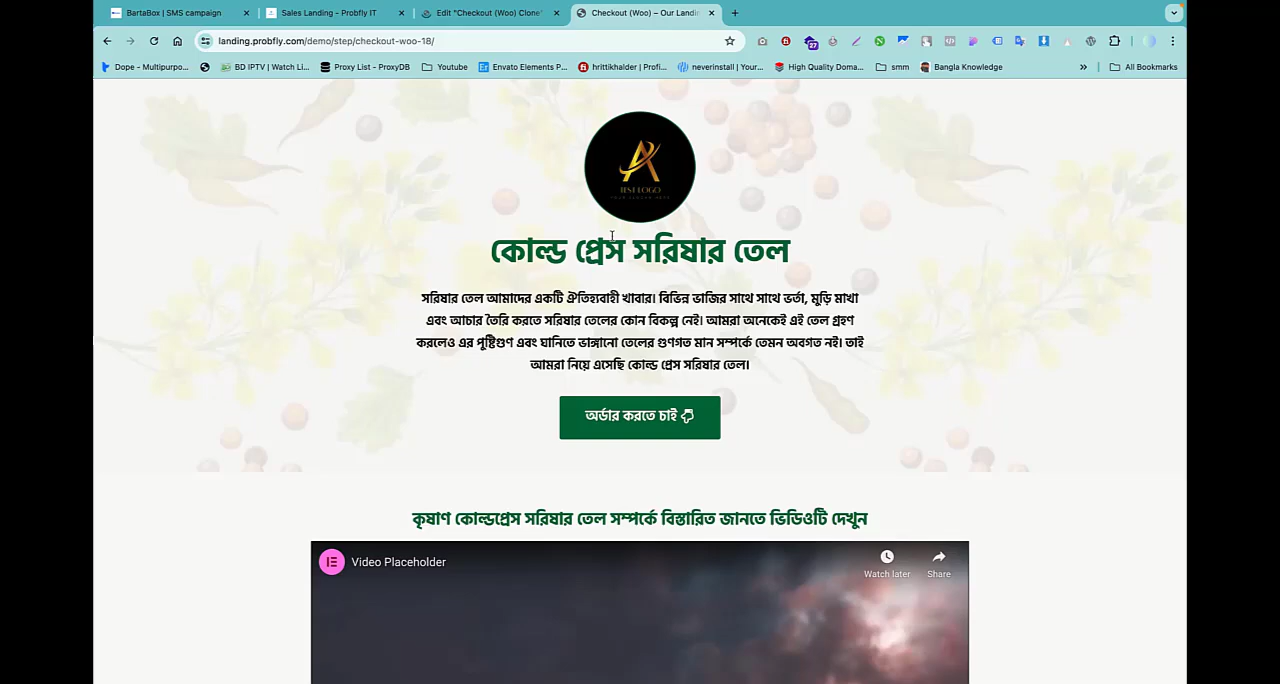 BartaBox | SMS campaign
Sales Landing - Probfly IT
Edit "Checkout (Woo) Clone"
Checkout (Woo) – Our Landin
landing.probfly.com/demo/step/checkout-woo-18/
27
Dope - Multipurpo...
BD IPTV | Watch Li...
Proxy List - ProxyDB
Youtube
Envato Elements P...
hrittikhalder | Profi...
neverinstall | Your...
High Quality Doma...
smm
Bangla Knowledge
»
All Bookmarks
TEST LOGO
কোল্ড প্রেস সরিষার তেল
সরিষার তেল আমাদের একটি ঐতিহ্যবাহী খাবার। বিভিন্ন ভাজির সাথে সাথে ভর্তা, মুড়ি মাখা
এবং আচার তৈরি করতে সরিষার তেলের কোন বিকল্প নেই। আমরা অনেকেই এই তেল গ্রহণ
করলেও এর পুষ্টিগুণ এবং ঘানিতে ভাঙ্গানো তেলের গুণগত মান সম্পর্কে তেমন অবগত নই। তাই
আমরা নিয়ে এসেছি কোল্ড প্রেস সরিষার তেল।
অর্ডার করতে চাই
কৃষাণ কোল্ডপ্রেস সরিষার তেল সম্পর্কে বিস্তারিত জানতে ভিডিওটি দেখুন
Video Placeholder
Watch later
Share